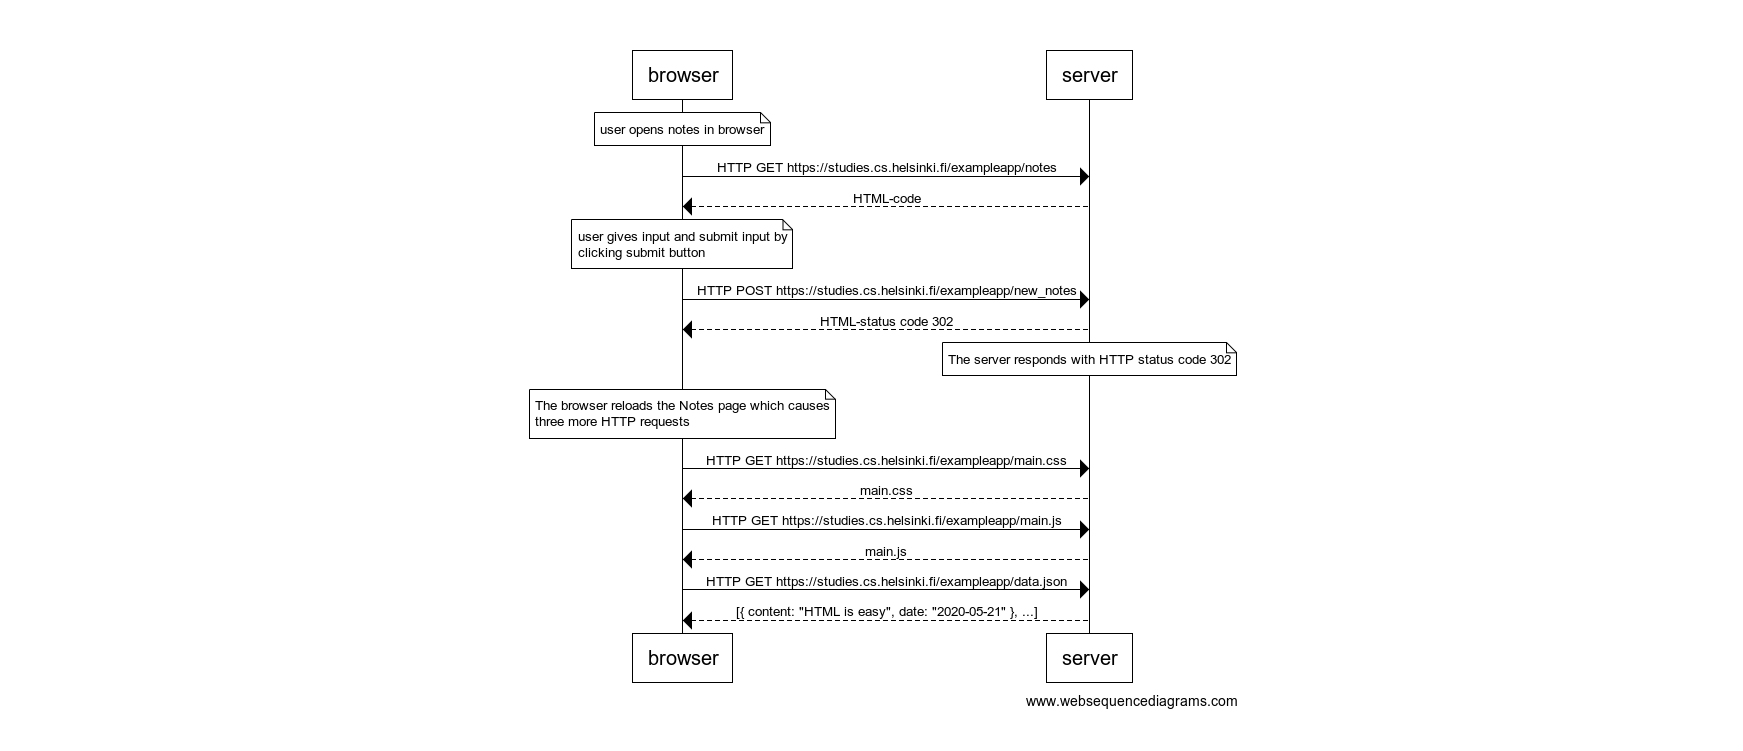 browser
server
user opens notes in browser
HTTP GET https://studies.cs.helsinki.fi/exampleapp/notes
HTML-code
user gives input and submit input by
clicking submit button
HTTP POST https://studies.cs.helsinki.fi/exampleapp/new_notes
HTML-status code 302
The server responds with HTTP status code 302
The browser reloads the Notes page which causes
three more HTTP requests
HTTP GET https://studies.cs.helsinki.fi/exampleapp/main.css
main.css
HTTP GET https://studies.cs.helsinki.fi/exampleapp/main.js
main.js
HTTP GET https://studies.cs.helsinki.fi/exampleapp/data.json
[{ content: "HTML is easy", date: "2020-05-21" }, ...]
browser
server
www.websequencediagrams.com